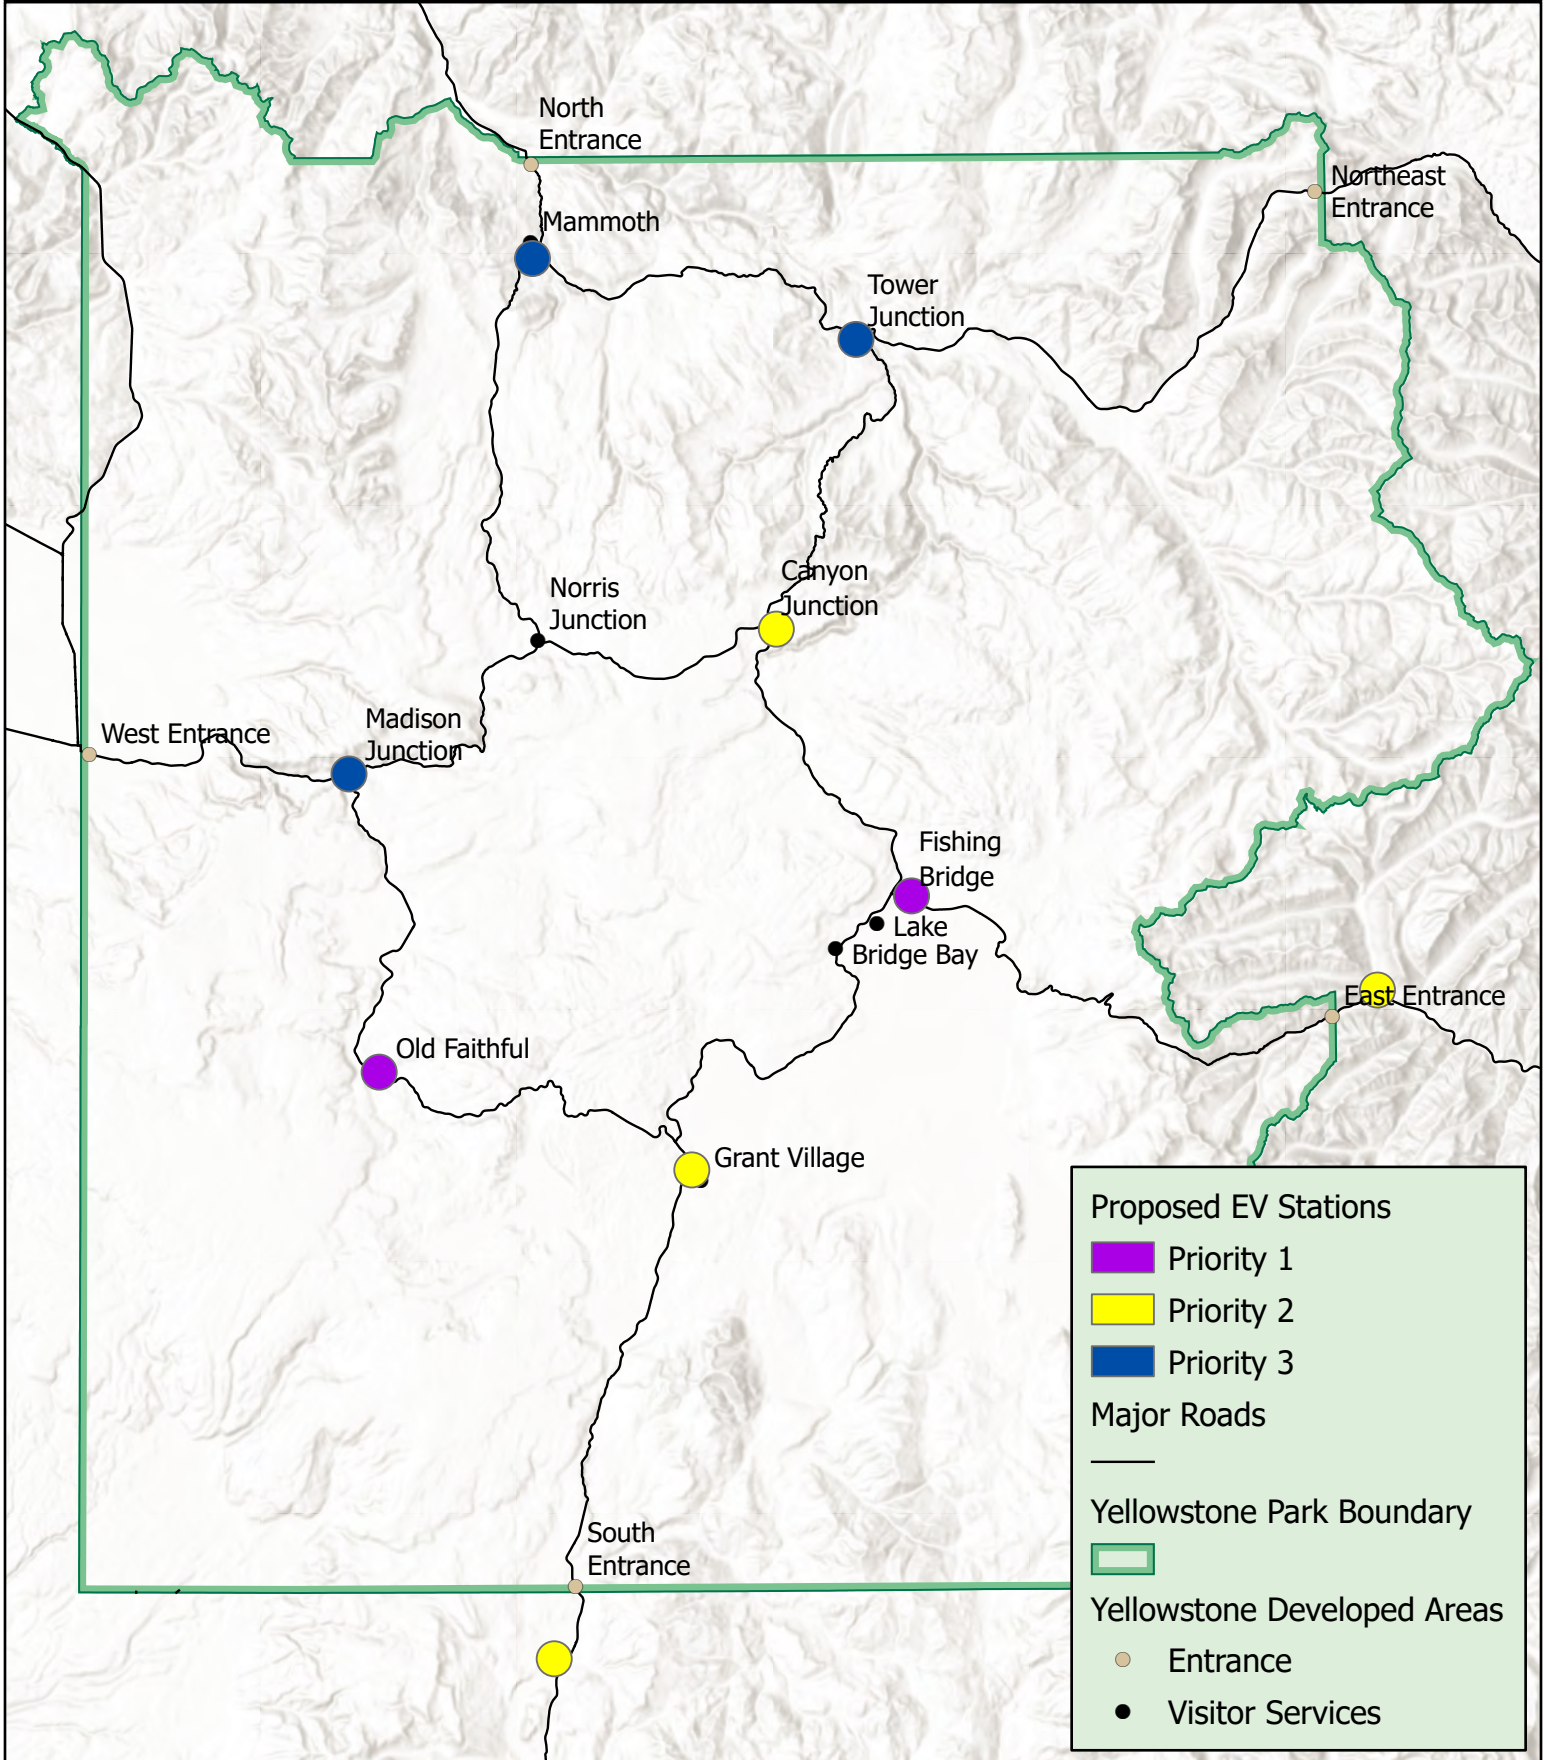 North
Entrance
Northeast
Entrance
Mammoth
Tower
Junction
Canyon
Junction
Norris
Junction
Madison
Junction
West Entrance
Fishing
Bridge
Lake
Bridge Bay
East Entrance
Old Faithful
Grant Village
South
Entrance
Proposed EV Stations
Priority 1
Priority 2
Priority 3
Major Roads
Yellowstone Park Boundary
Yellowstone Developed Areas
Entrance
Visitor Services